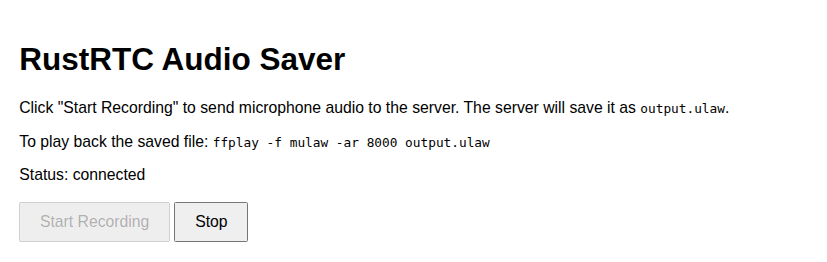 RustRTC Audio Saver
Click "Start Recording" to send microphone audio to the server. The server will save it as output.ulaw.
To play back the saved file: ffplay -f mulaw -ar 8000 output.ulaw
Status: connected
Start Recording Stop